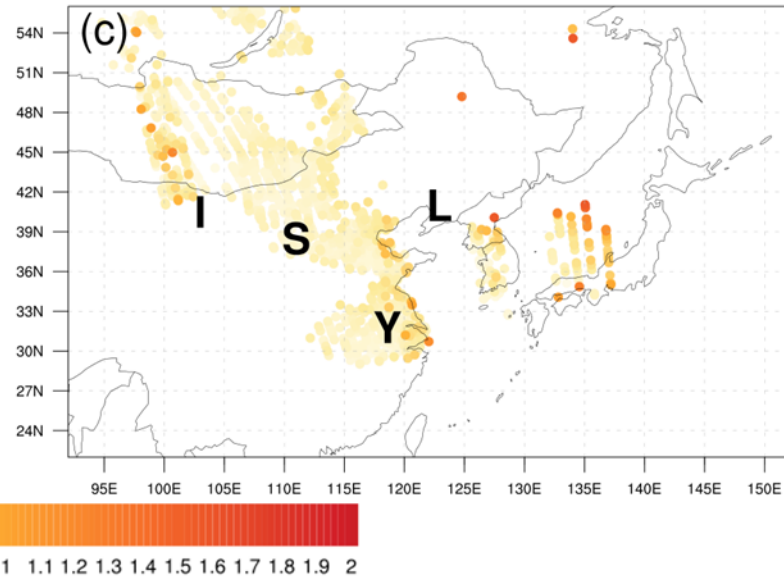 (c)
54N
51N
48N
45N
42N
39N
36N
33N
30N
27N
24N
I
S
L
Y
95E 100E 105E 110E 115E 120E 125E 130E 135E 140E 145E 150E
1 1.1 1.2 1.3 1.4 1.5 1.6 1.7 1.8 1.9 2